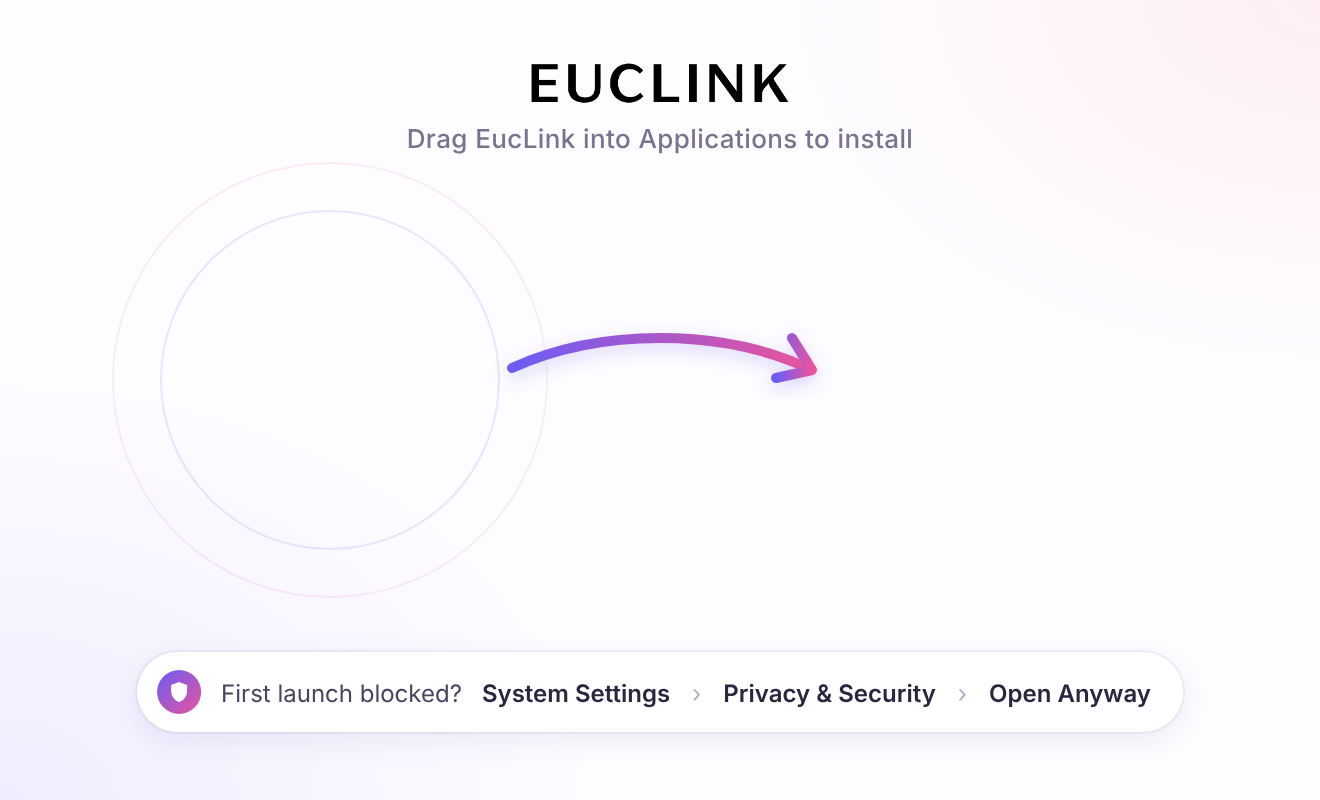 EUCLINK
Drag EucLink into Applications to install
First launch blocked? System Settings › Privacy & Security › Open Anyway